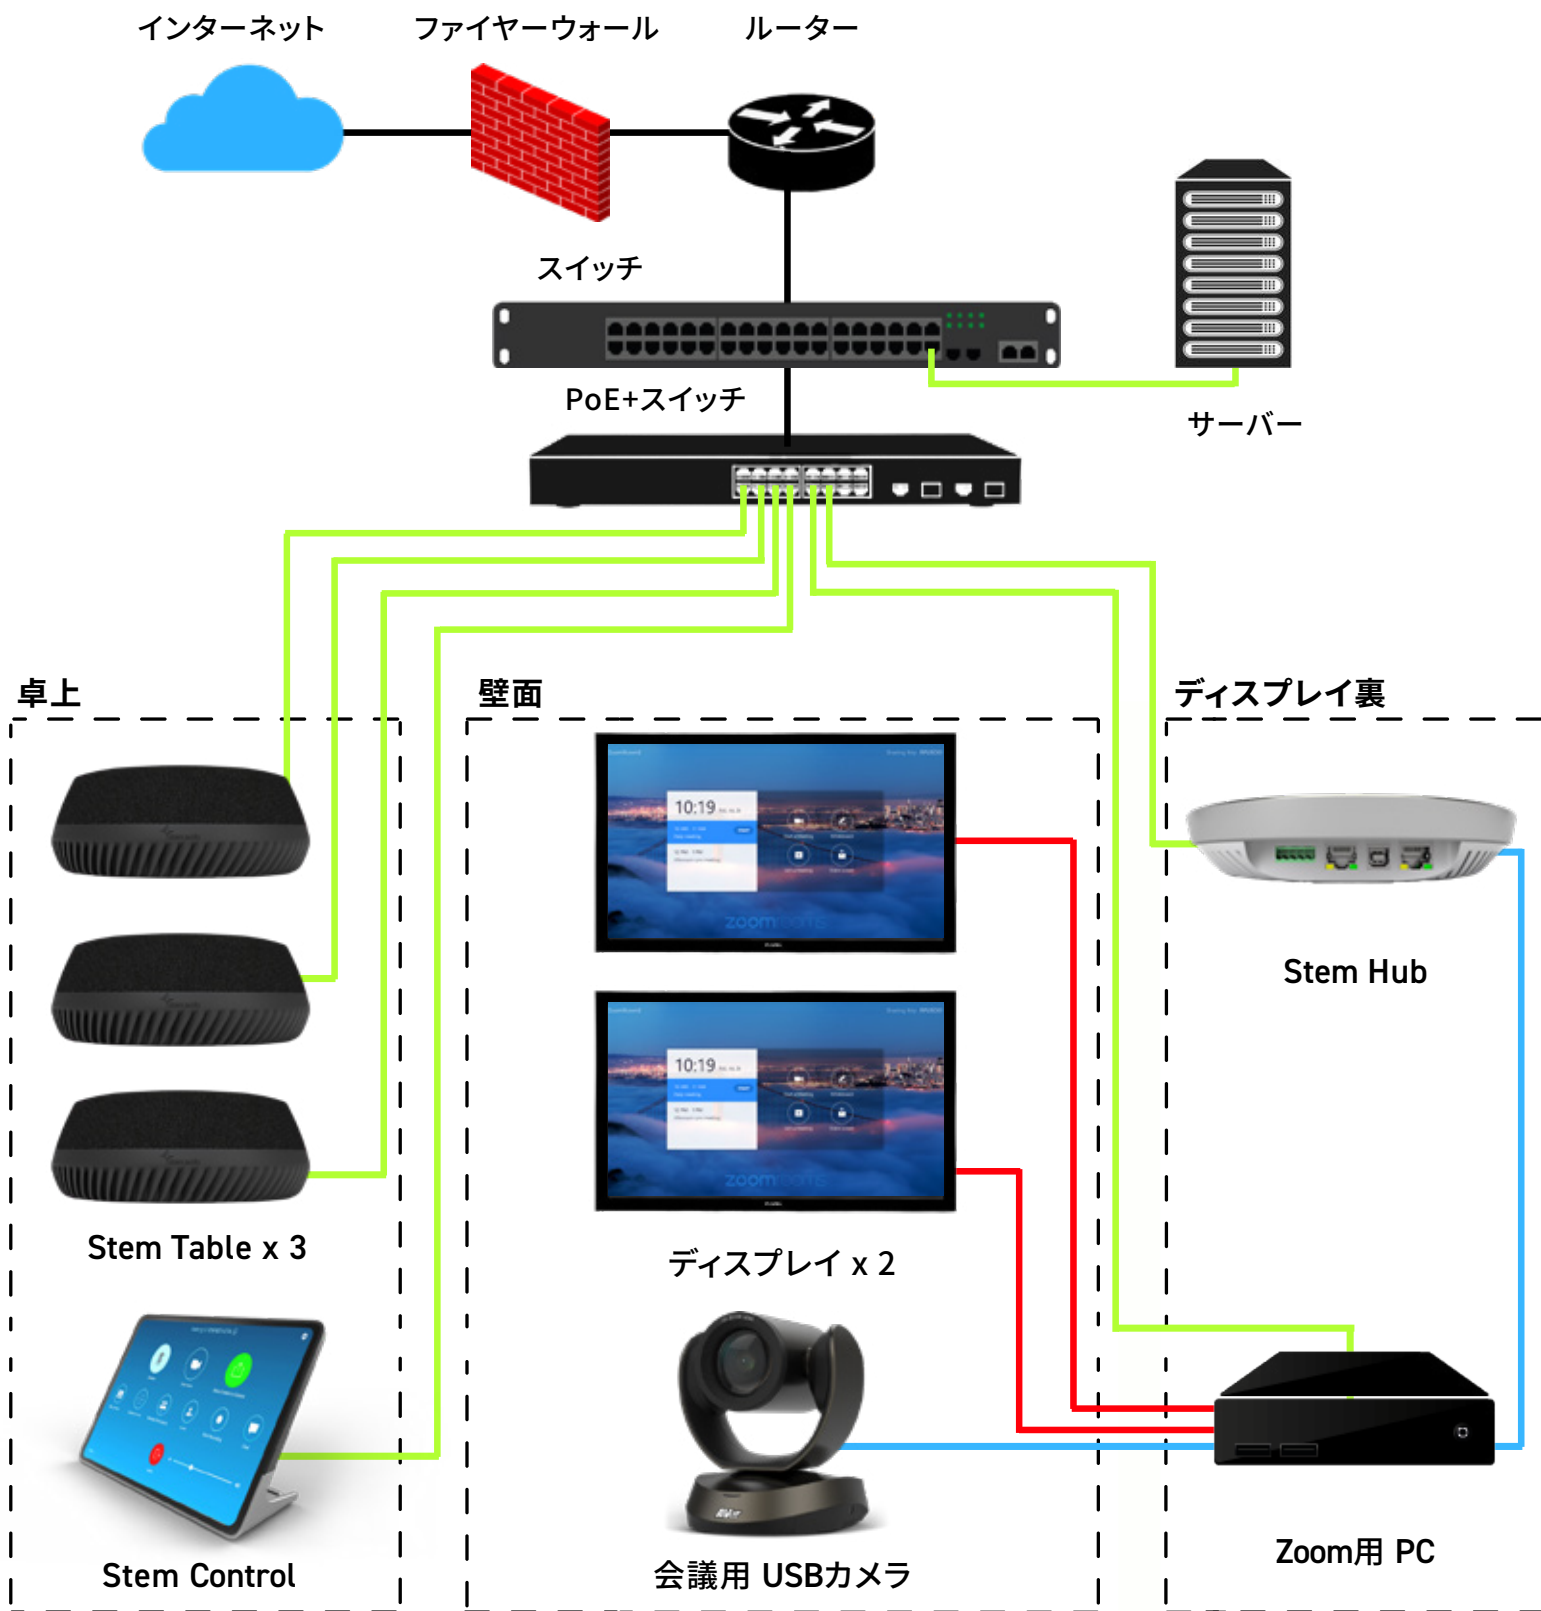 インターネット
ファイヤーウォール
ルーター
スイッチ
PoE+スイッチ
サーバー
卓上
壁面
ディスプレイ裏
10:19
zoomrooms
Stem Hub
10:19
zoomrooms
Stem Table x 3
ディスプレイ x 2
AVer
Stem Control
会議用 USBカメラ
Zoom用 PC